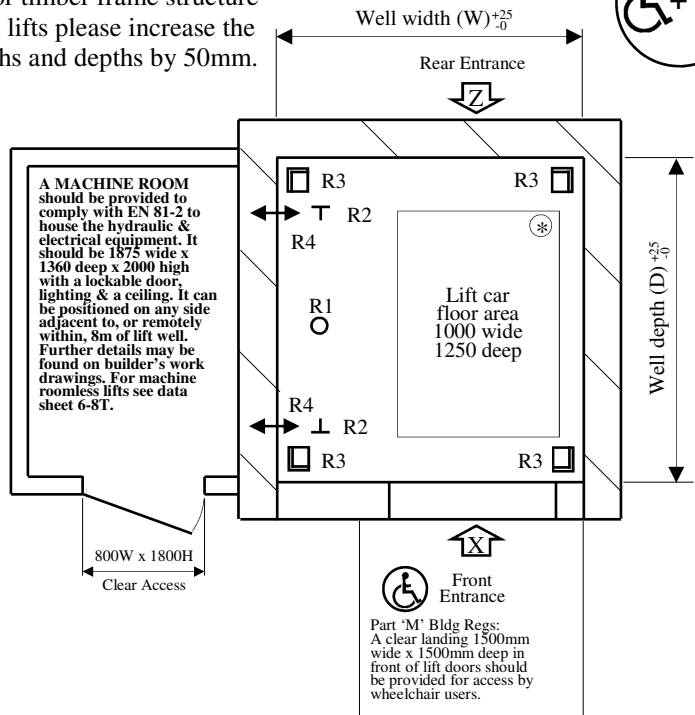 or timber frame structure
lifts please increase the
hs and depths by 50mm.
Well width (W) +25 -0
+
Rear Entrance
Z
A MACHINE ROOM
should be provided to
comply with EN 81-2 to
house the hydraulic &
electrical equipment. It
should be 1875 wide x
1360 deep x 2000 high
with a lockable door,
lighting & a ceiling. It can
be positioned on any side
adjacent to, or remotely
within, 8m of lift well.
Further details may be
found on builder's work
drawings. For machine
roomless lifts see data
sheet 6-8T.
R3
R3
R2
R4
*
R1
Lift car
floor area
1000 wide
1250 deep
Well depth (D) +25 -0
R4
R2
R3
R3
800W x 1800H
Clear Access
X
Front
Entrance
Part ‘M’ Bldg Regs:
A clear landing 1500mm
wide x 1500mm deep in
front of lift doors should
be provided for access by
wheelchair users.